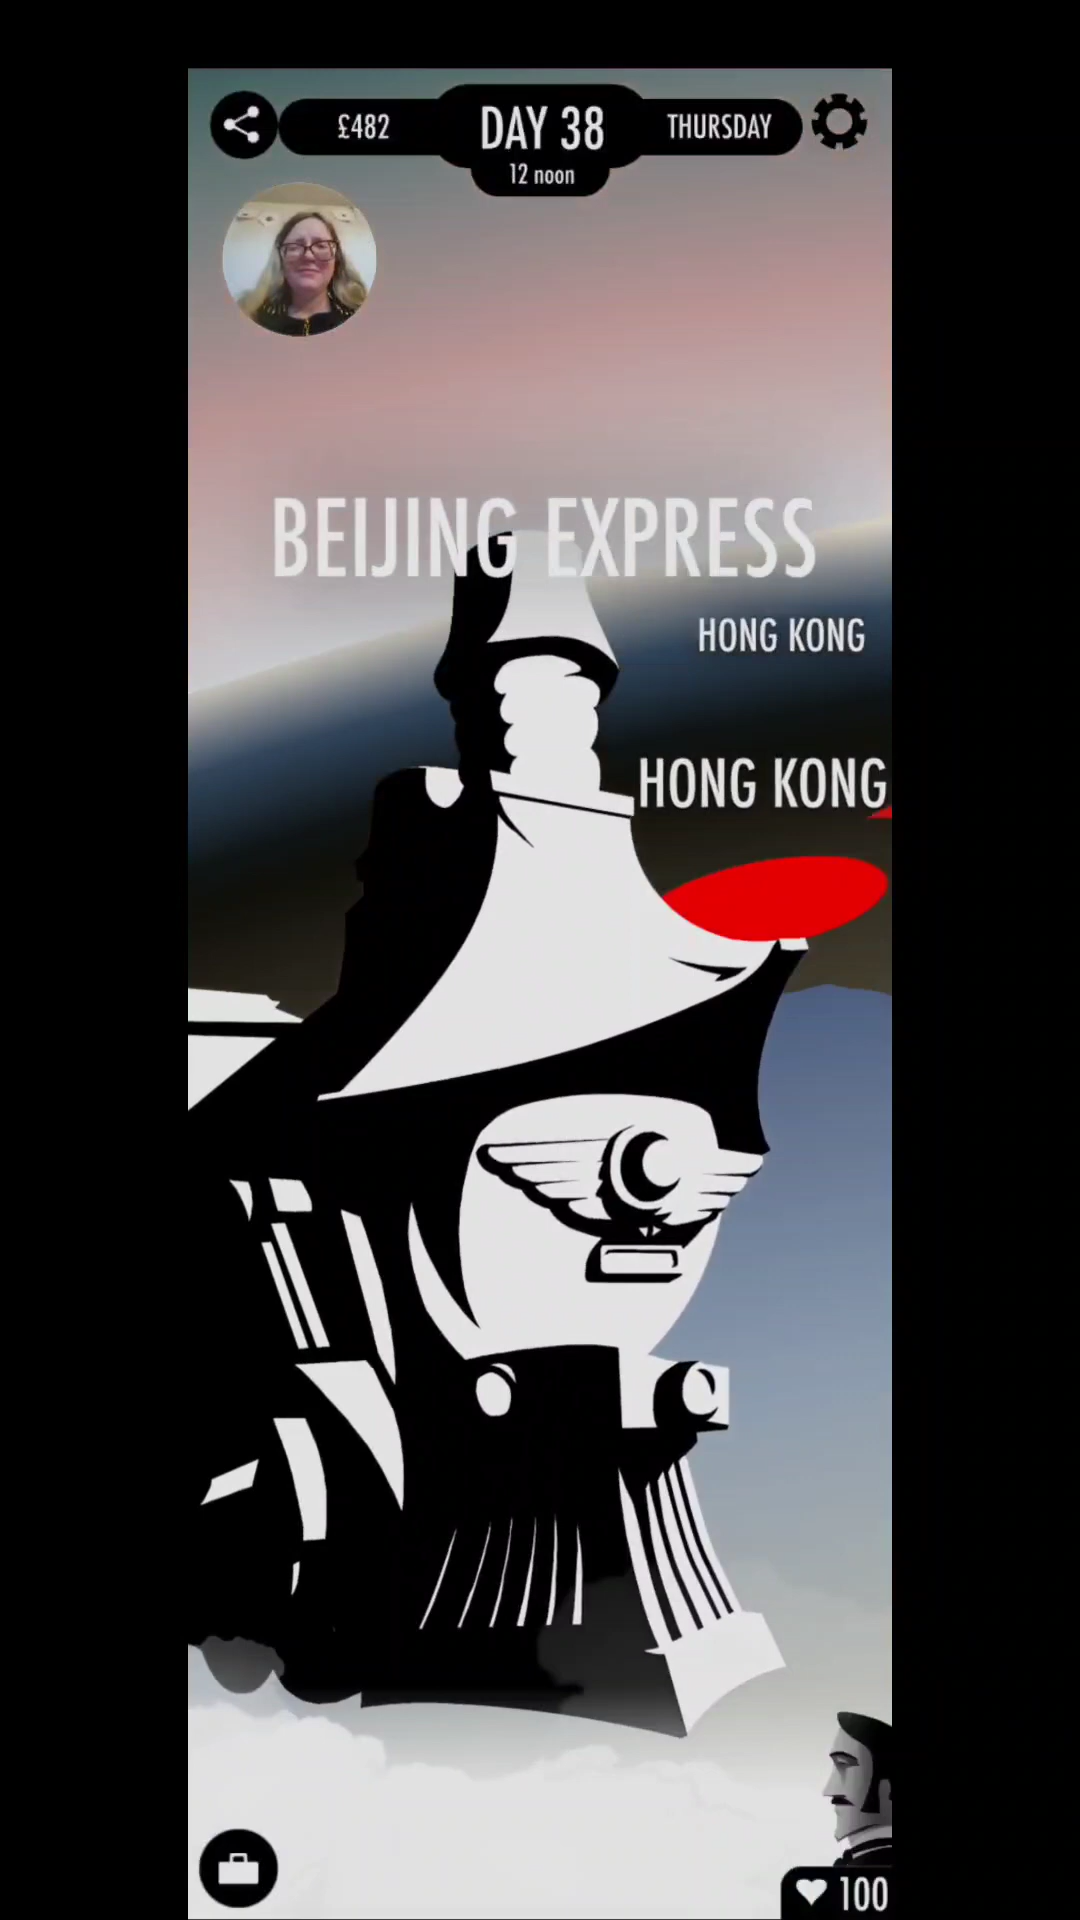 £482
DAY 38
THURSDAY
12 noon
BEIJING EXPRESS
HONG KONG
HONG KONG
100